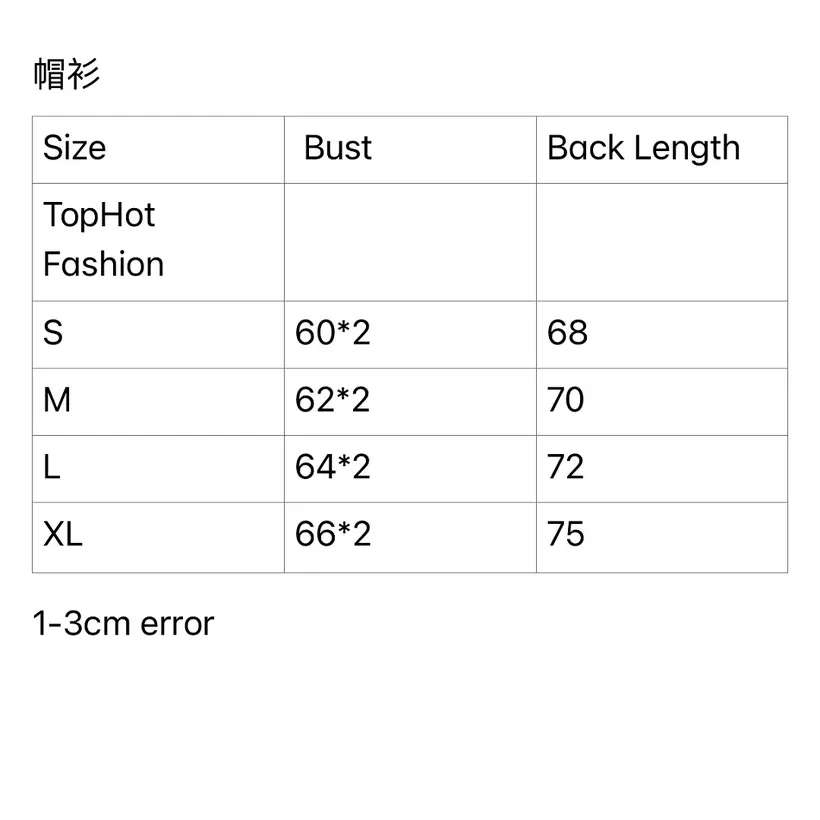 帽衫
Size Bust Back Length
TopHot
Fashion
S 60*2 68
M 62*2 70
L 64*2 72
XL 66*2 75
1-3cm error